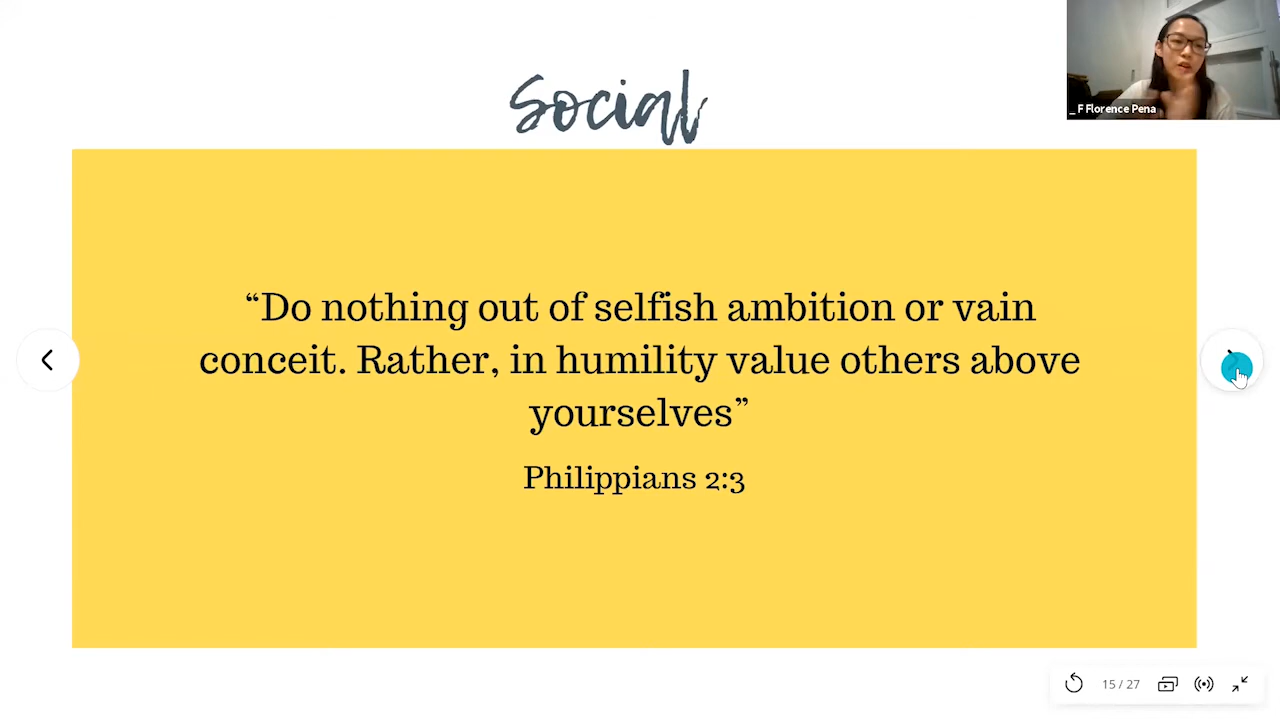 Social
_ F Florence Pena
“Do nothing out of selfish ambition or vain
conceit. Rather, in humility value others above
yourselves”
Philippians 2:3
15 / 27